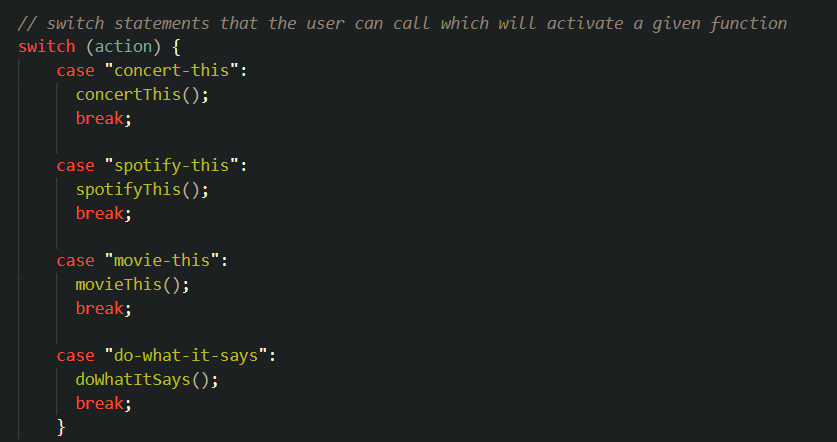 // switch statements that the user can call which will activate a given function
switch (action) {
    case "concert-this":
      concertThis();
      break;

    case "spotify-this":
      spotifyThis();
      break;

    case "movie-this":
      movieThis();
      break;

    case "do-what-it-says":
      doWhatItSays();
      break;
    }